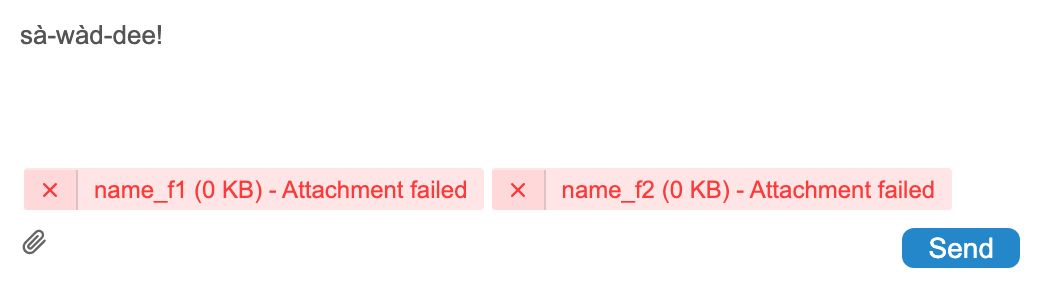 sà-wàd-dee!
name_f1 (0 KB) - Attachment failed name_f2 (0 KB) - Attachment failed
Send